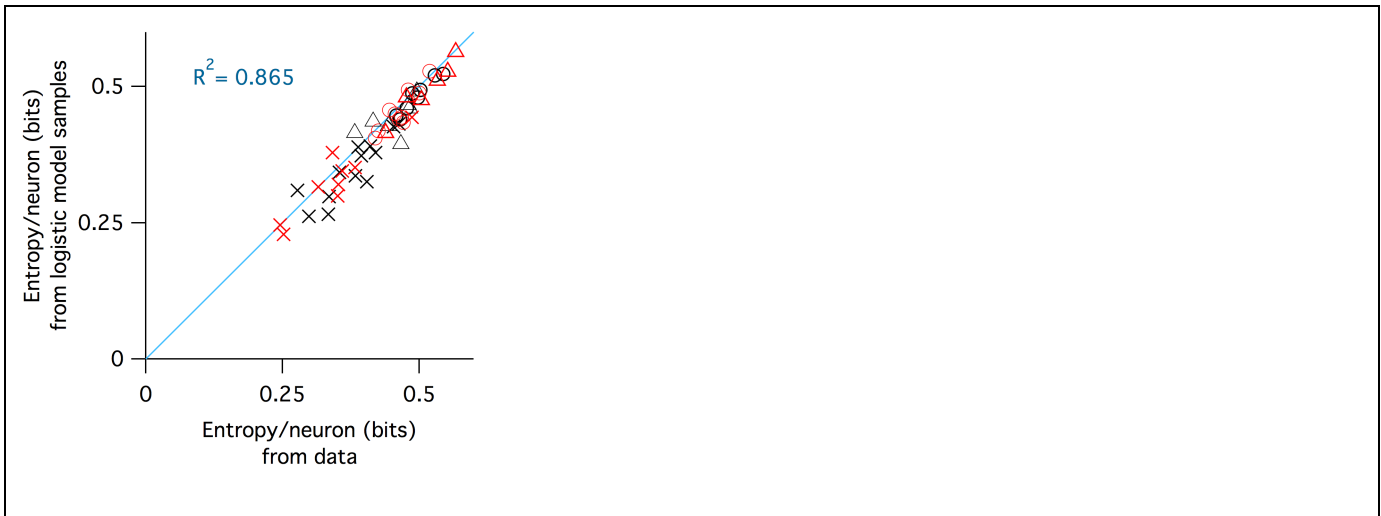 R2= 0.865
0.5
0.25
0
0
0.25
0.5
Entropy/neuron (bits)
from logistic model samples
Entropy/neuron (bits)
from data